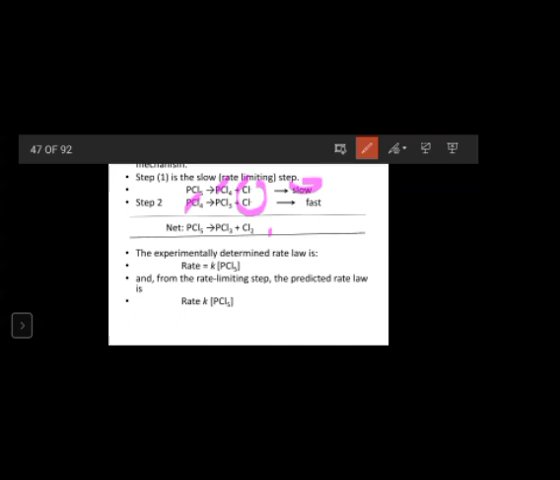 47 OF 92
mechanism.
• Step (1) is the slow (rate limiting) step.
• PCl₅ →PCl₄ + Cl → slow
• Step 2 PCl₄ →PCl₃ + Cl → fast
Net: PCl₅ →PCl₃ + Cl₂
• The experimentally determined rate law is:
• Rate = k [PCl₅]
• and, from the rate-limiting step, the predicted rate law
is
• Rate k [PCl₅]